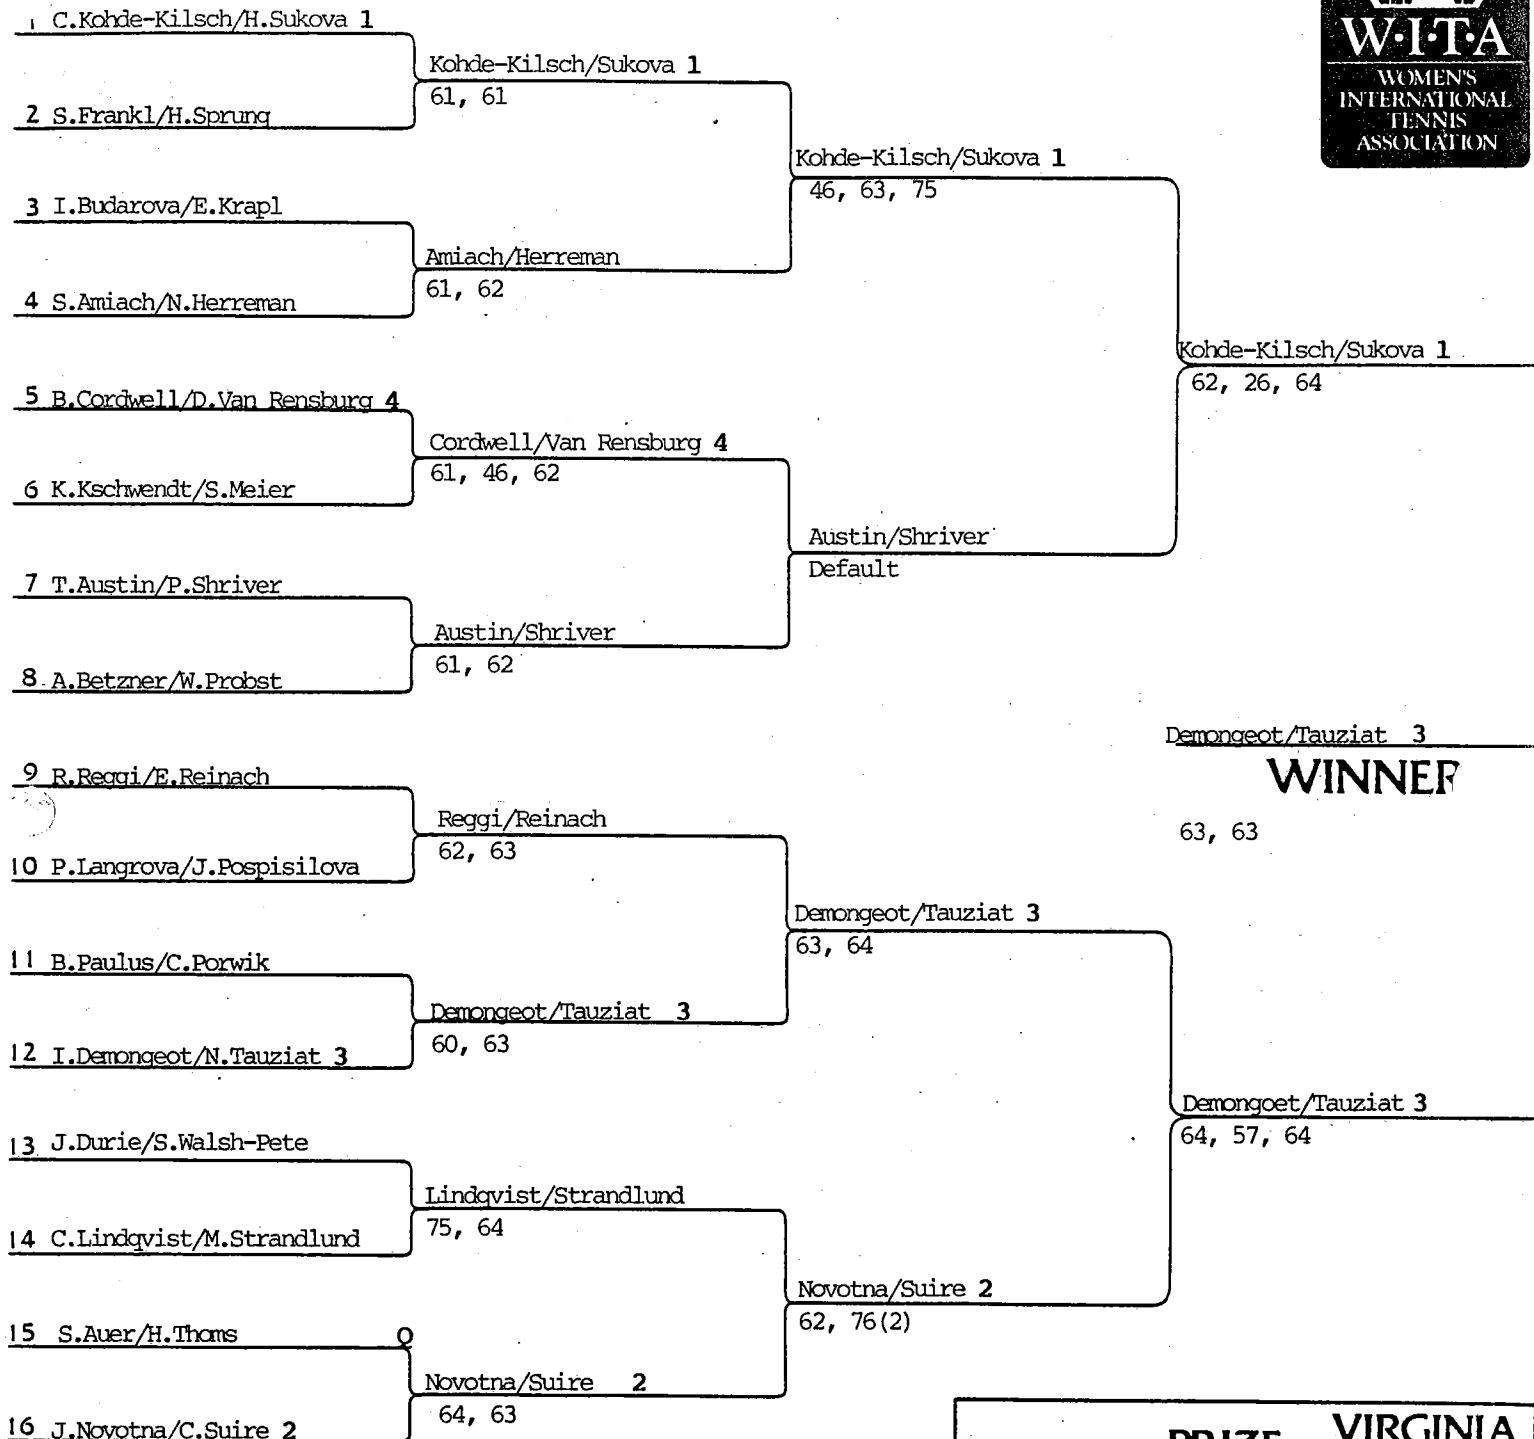 1 C.Kohde-Kilsch/H.Sukova 1
2 S.Frankl/H.Sprung
3 I.Budarova/E.Krapl
4 S.Amiach/N.Herreman
5 B.Cordwell/D.Van Rensburg 4
6 K.Kschwendt/S.Meier
7 T.Austin/P.Shriver
8 A.Betzner/W.Probst
9 R.Reggi/E.Reinach
10 P.Langrova/J.Pospisilova
11 B.Paulus/C.Porwik
12 I.Demongeot/N.Tauziat 3
13 J.Durie/S.Walsh-Pete
14 C.Lindqvist/M.Strandlund
15 S.Auer/H.Thoms Q
16 J.Novotna/C.Suire 2
Kohde-Kilsch/Sukova 1
61, 61
Amiach/Herreman
61, 62
Cordwell/Van Rensburg 4
61, 46, 62
Austin/Shriver
61, 62
Reggi/Reinach
62, 63
Demongeot/Tauziat 3
60, 63
Lindqvist/Strandlund
75, 64
Novotna/Suire 2
64, 63
Kohde-Kilsch/Sukova 1
46, 63, 75
Austin/Shriver
Default
Demongeot/Tauziat 3
63, 64
Novotna/Suire 2
62, 76(2)
Kohde-Kilsch/Sukova 1
62, 26, 64
Demongoet/Tauziat 3
64, 57, 64
Demongeot/Tauziat 3
WINNER
63, 63
W·I·T·A
WOMEN'S
INTERNATIONAL
TENNIS
ASSOCIATION
PRIZE
VIRGINIA